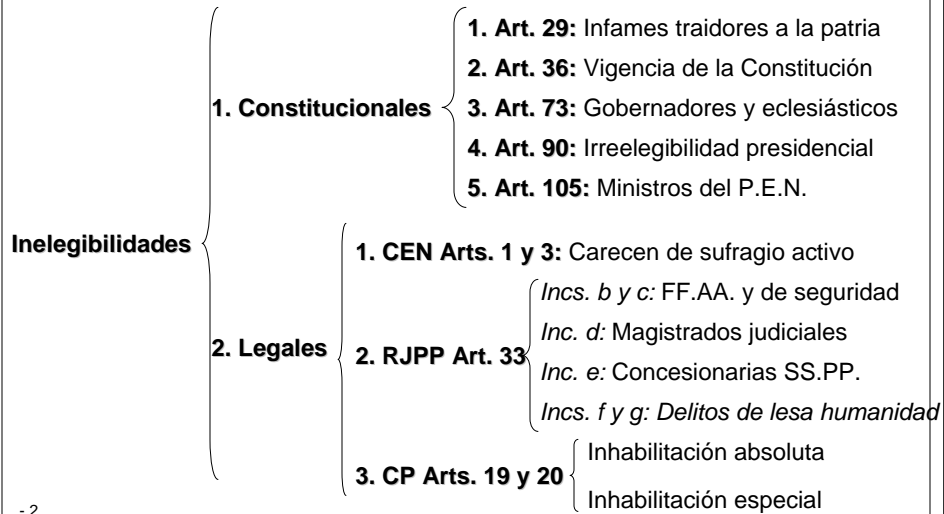 Inelegibilidades
1. Constitucionales
1. Art. 29: Infames traidores a la patria
2. Art. 36: Vigencia de la Constitución
3. Art. 73: Gobernadores y eclesiásticos
4. Art. 90: Irreelegibilidad presidencial
5. Art. 105: Ministros del P.E.N.
2. Legales
1. CEN Arts. 1 y 3: Carecen de sufragio activo
2. RJPP Art. 33
Incs. b y c: FF.AA. y de seguridad
Inc. d: Magistrados judiciales
Inc. e: Concesionarias SS.PP.
Incs. f y g: Delitos de lesa humanidad
3. CP Arts. 19 y 20
Inhabilitación absoluta
Inhabilitación especial
- 2